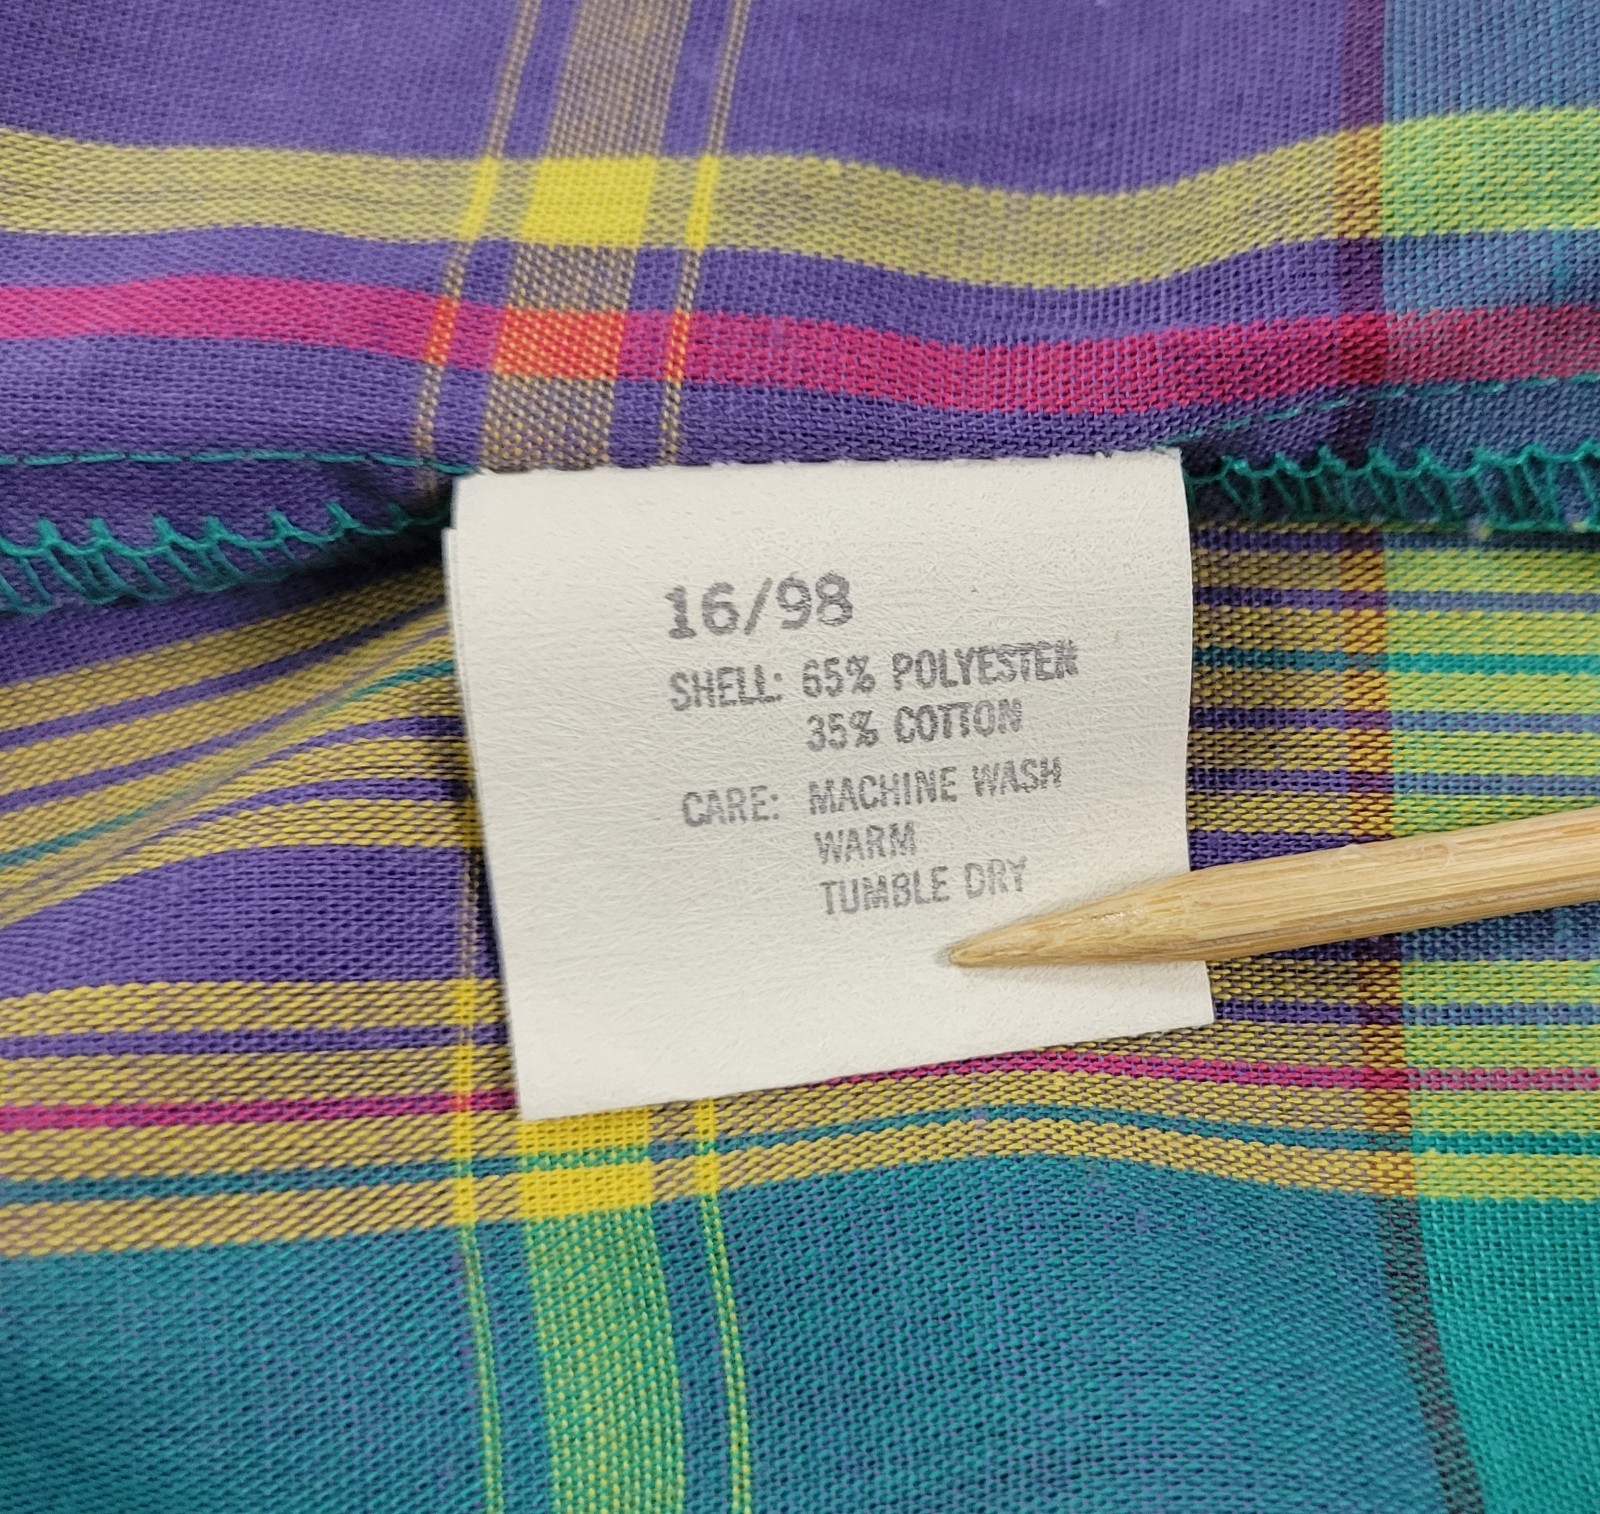 16/98
SHELL: 65% POLYESTER
35% COTTON
CARE: MACHINE WASH
WARM
TUMBLE DRY